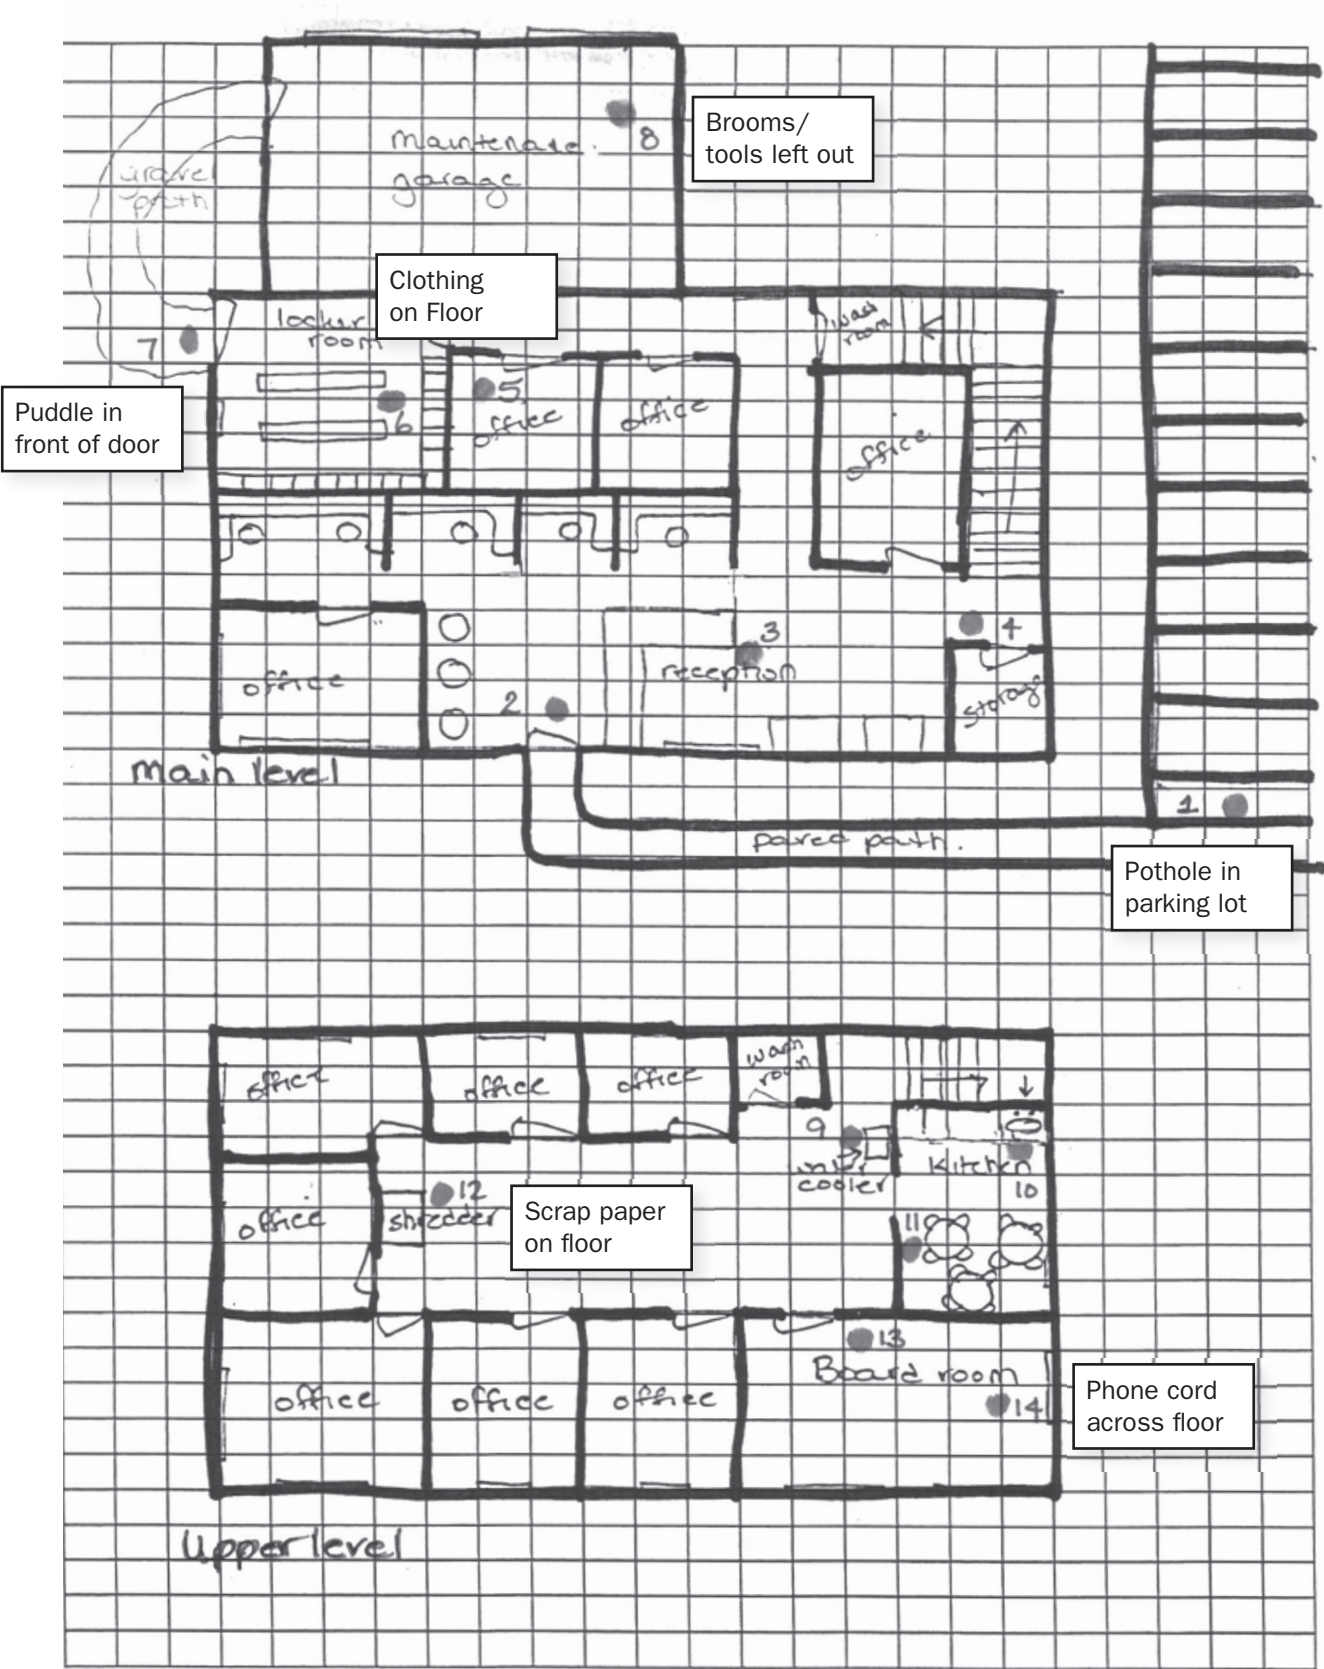 Brooms/
tools left out
8
garage
gravel
path
Clothing
on Floor
locker
room
wash
room
7
5
6
office
office
office
Puddle in
front of door
3
4
reception
office
storage
2
Main level
1
paved path.
Pothole in
parking lot
office
office
office
wash
room
9
cooler
Kitchen
10
12
shredder
Scrap paper
on floor
office
11
13
Board room
14
office
office
office
Phone cord
across floor
Upper level